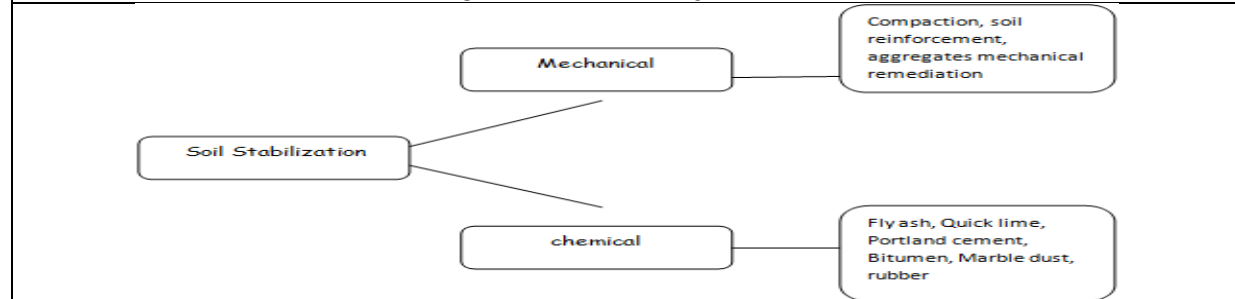 Compaction, soil
reinforcement,
aggregates mechanical
remediation
Mechanical
Soil Stabilization
chemical
Fly ash, Quick lime,
Portland cement,
Bitumen, Marble dust,
rubber